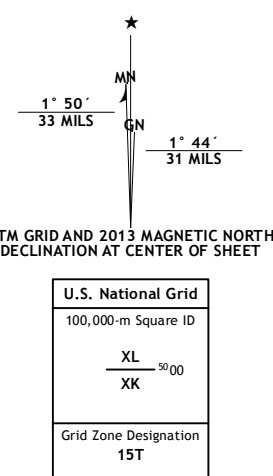 ★
MN
1° 50´
33 MILS
GN
1° 44´
31 MILS
TM GRID AND 2013 MAGNETIC NORTH
DECLINATION AT CENTER OF SHEET
U.S. National Grid
100,000-m Square ID
XL
5000
XK
Grid Zone Designation
15T